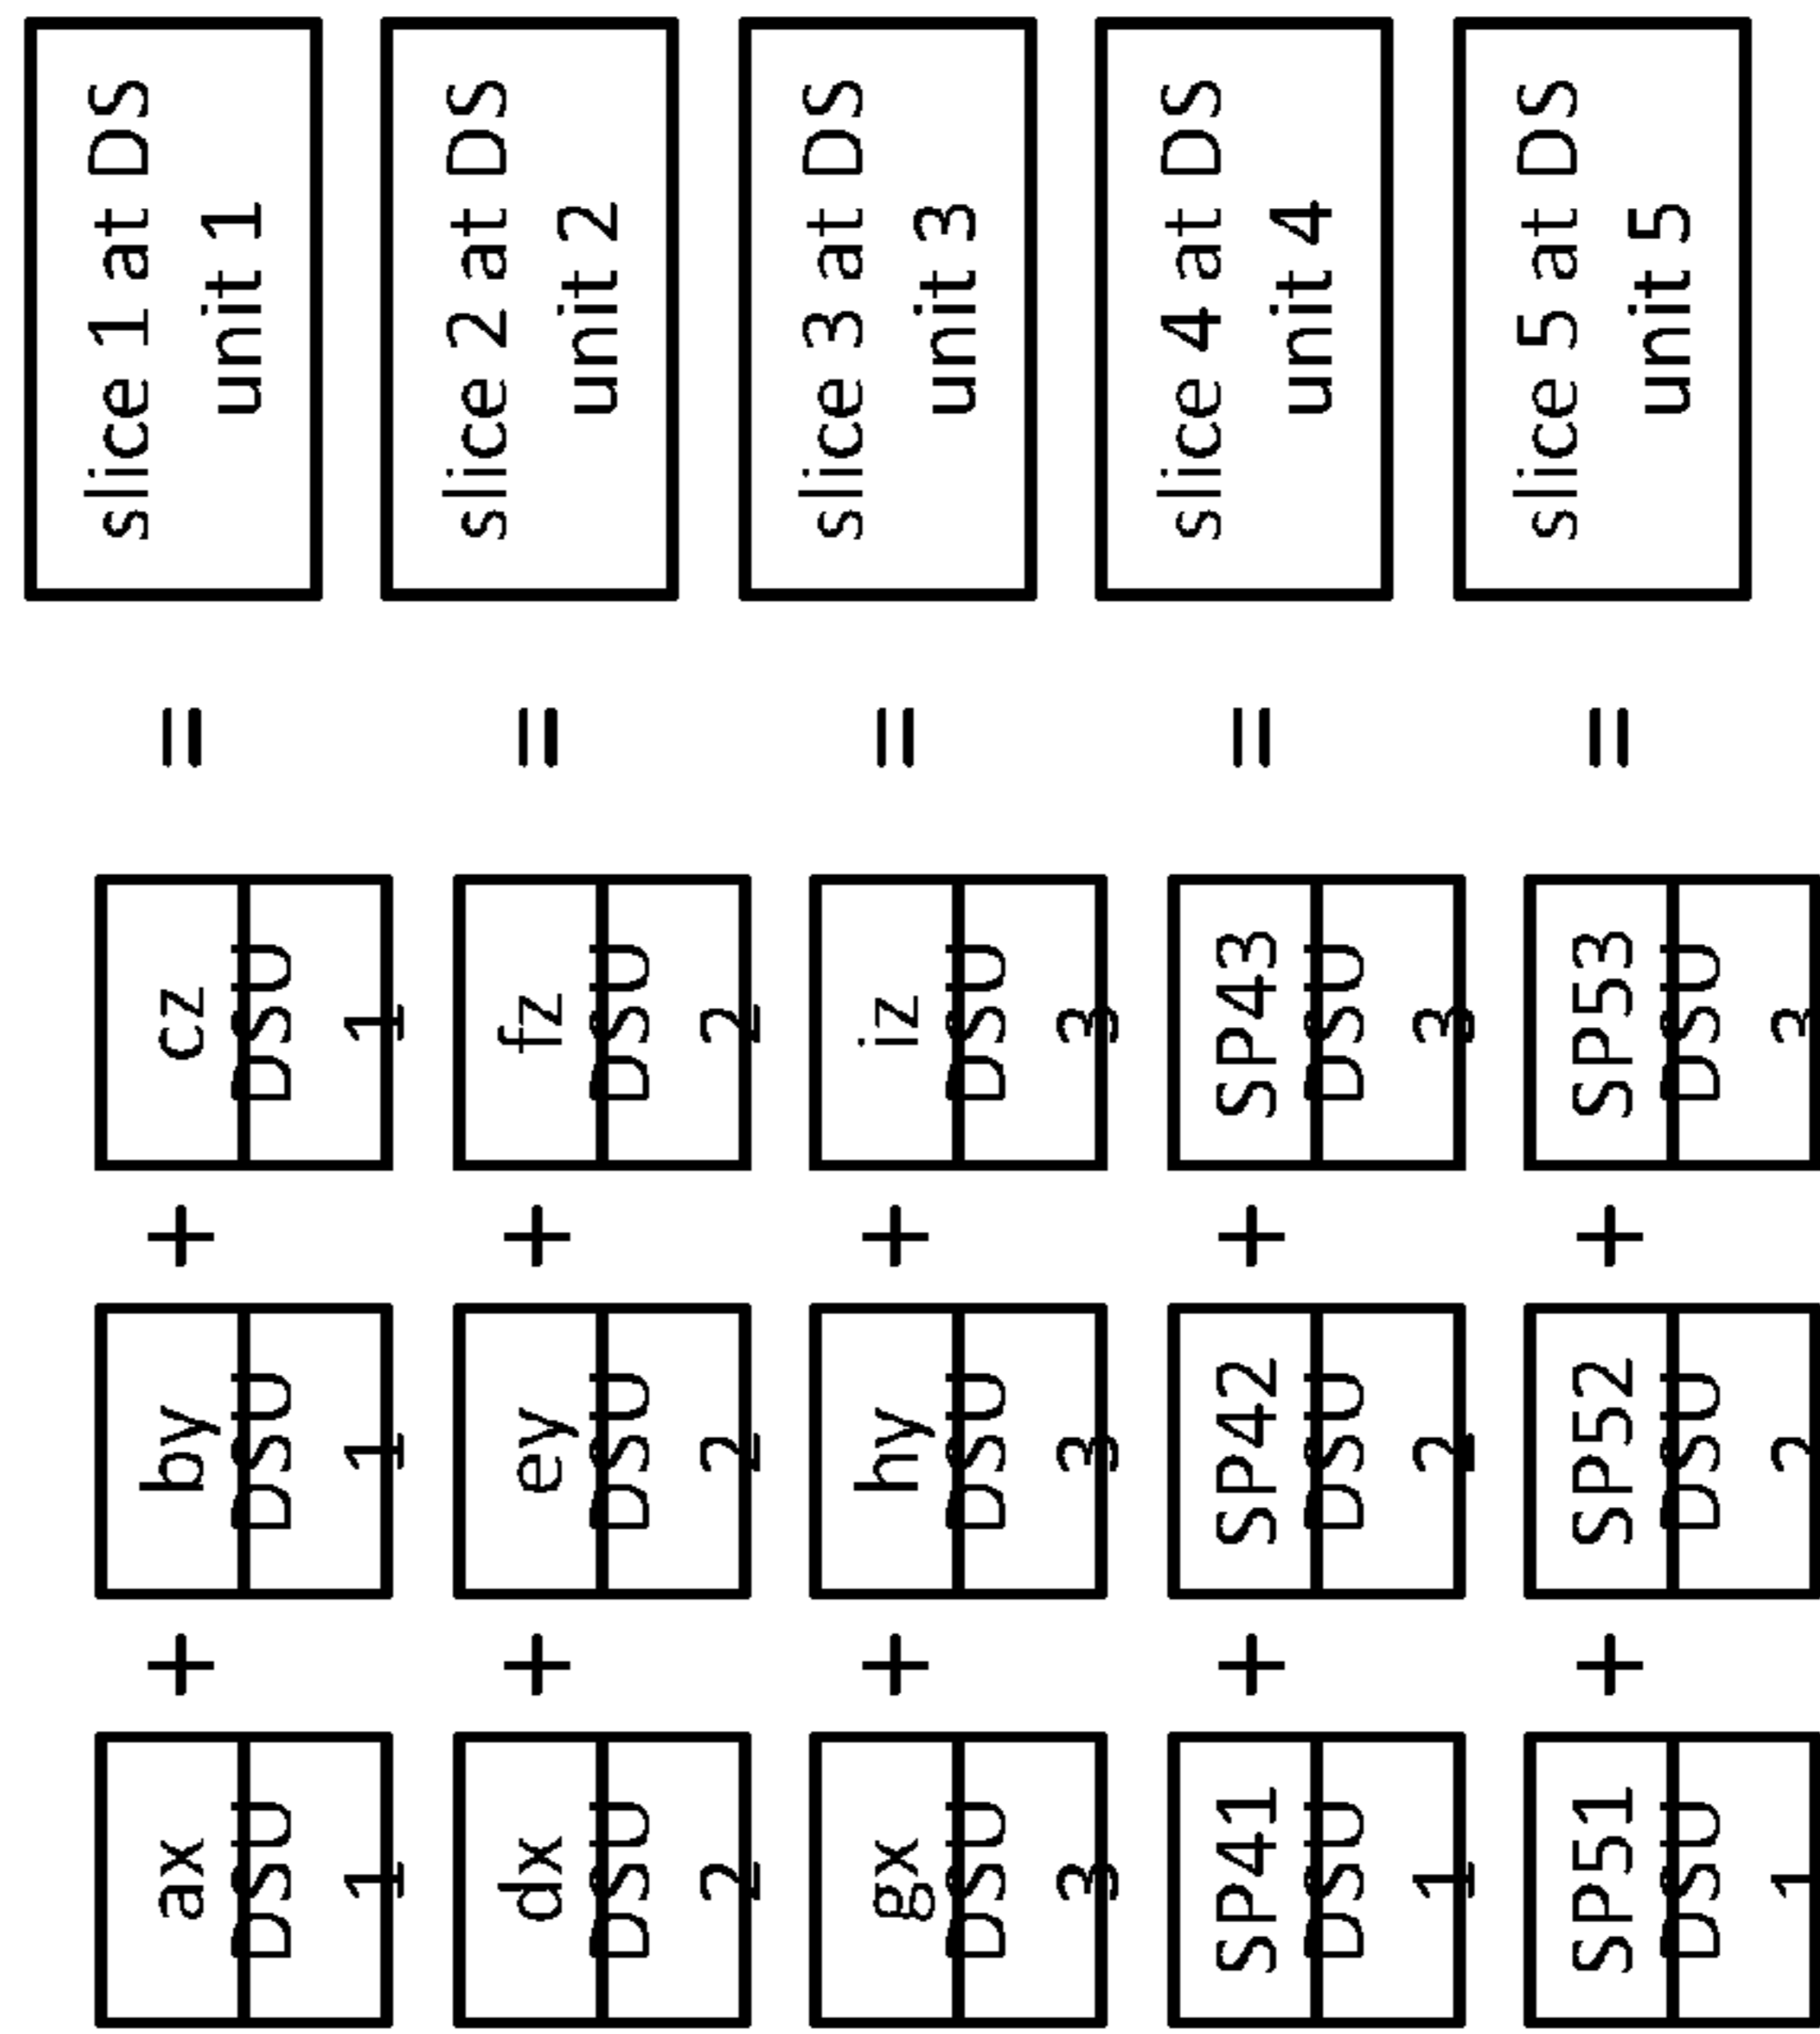 ax
DSU
1
+
by
DSU
1
+
cz
DSU
1
=
slice 1 at DS
unit 1
dx
DSU
2
+
ey
DSU
2
+
fz
DSU
2
=
slice 2 at DS
unit 2
gx
DSU
3
+
hy
DSU
3
+
iz
DSU
3
=
slice 3 at DS
unit 3
SP41
DSU
1
+
SP42
DSU
2
+
SP43
DSU
3
=
slice 4 at DS
unit 4
SP51
DSU
1
+
SP52
DSU
2
+
SP53
DSU
3
=
slice 5 at DS
unit 5